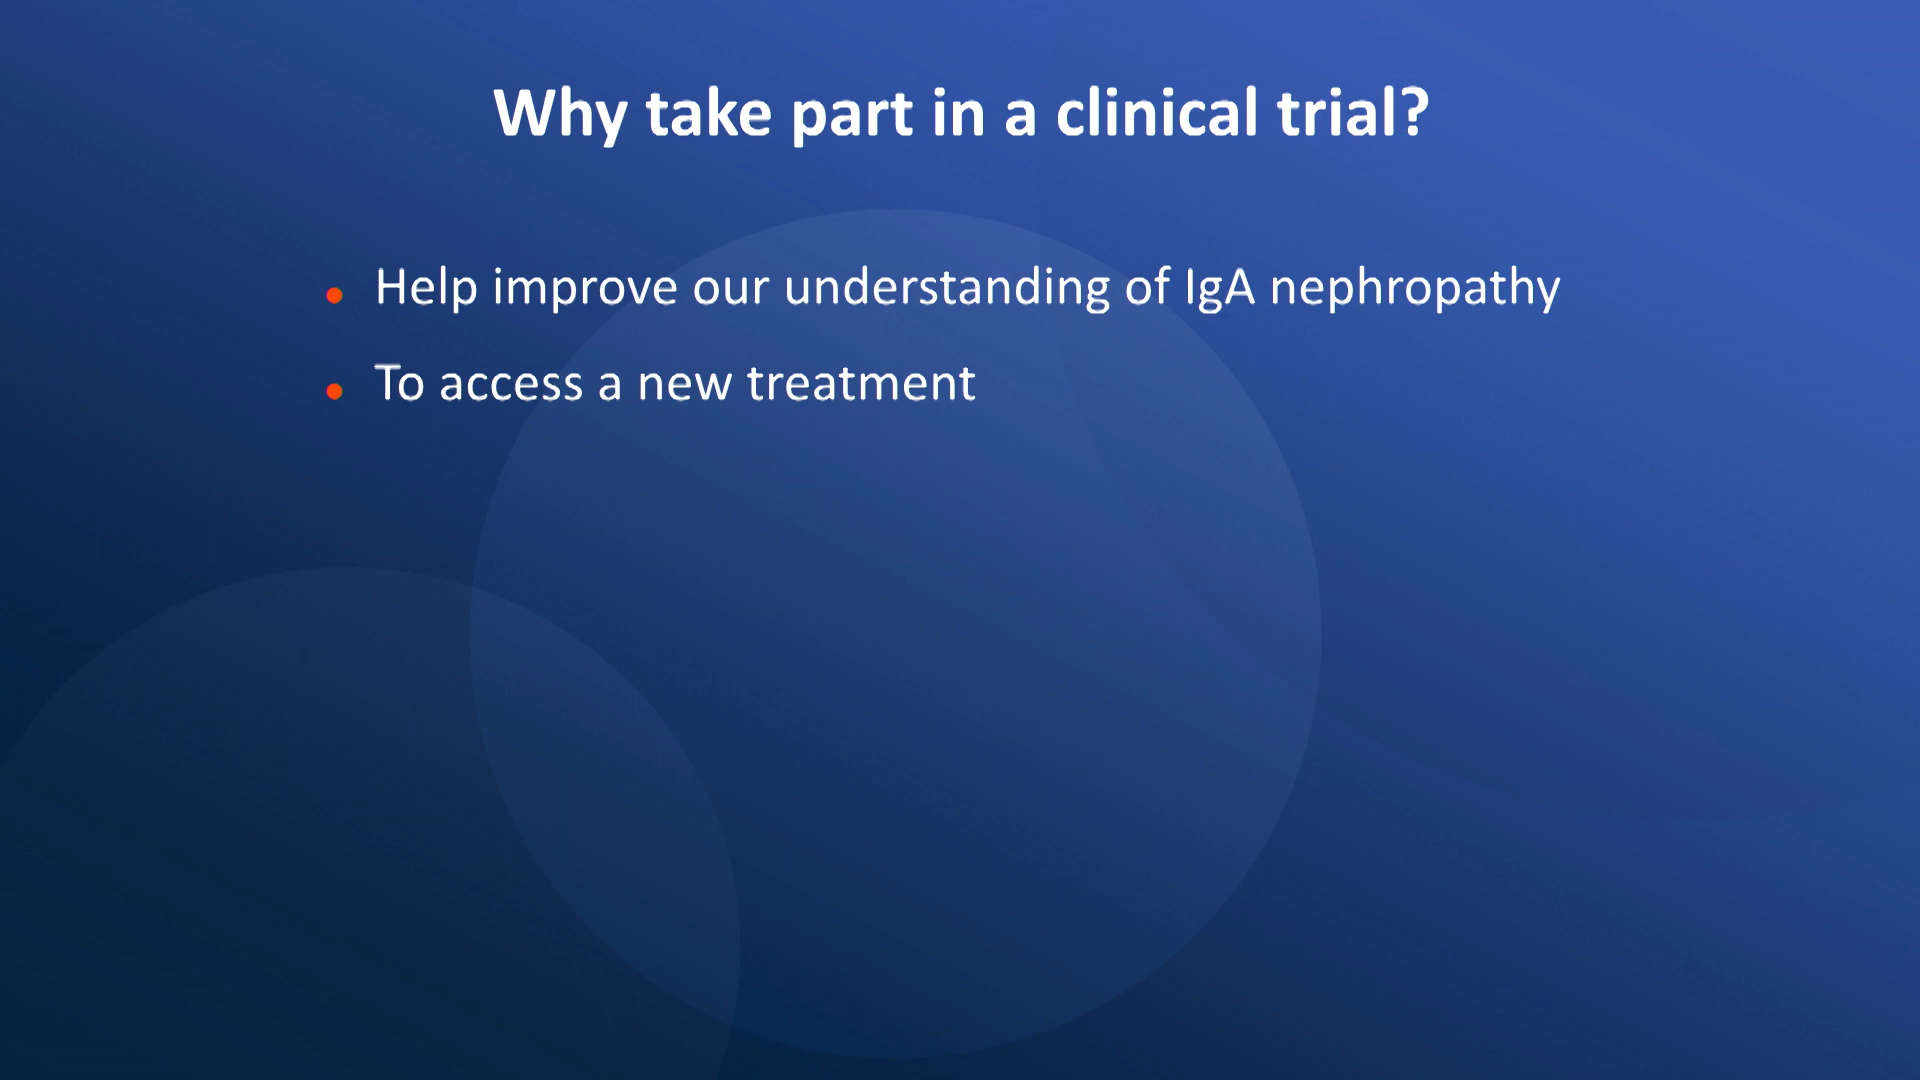 Why take part in a clinical trial?
Help improve our understanding of IgA nephropathy
To access a new treatment